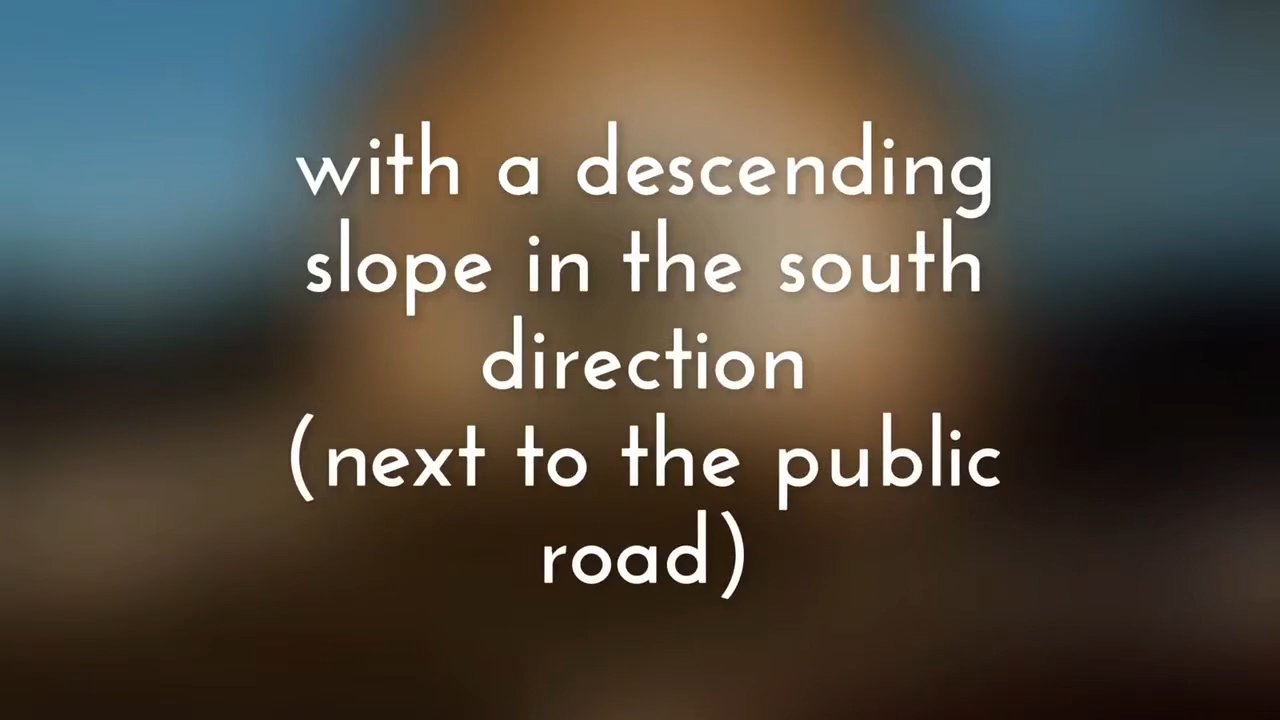 with a descending
slope in the south
direction
(next to the public
road)